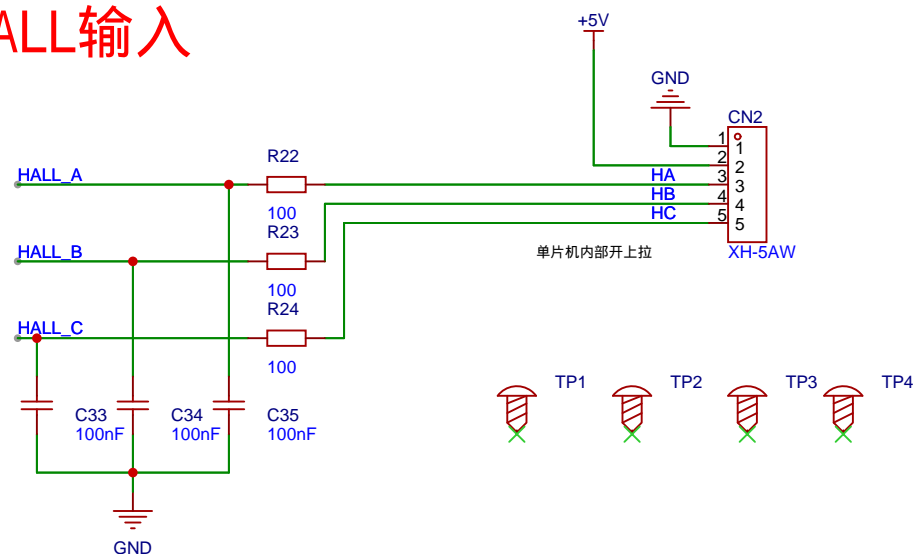 ALL输入
+5V
GND
CN2
1
1
2
2
3
3
4
4
5
5
XH-5AW
HALL_A
R22
100
HA
HB
HC
HALL_B
R23
100
单片机内部开上拉
HALL_C
R24
100
C33
100nF
C34
100nF
C35
100nF
GND
TP1
TP2
TP3
TP4